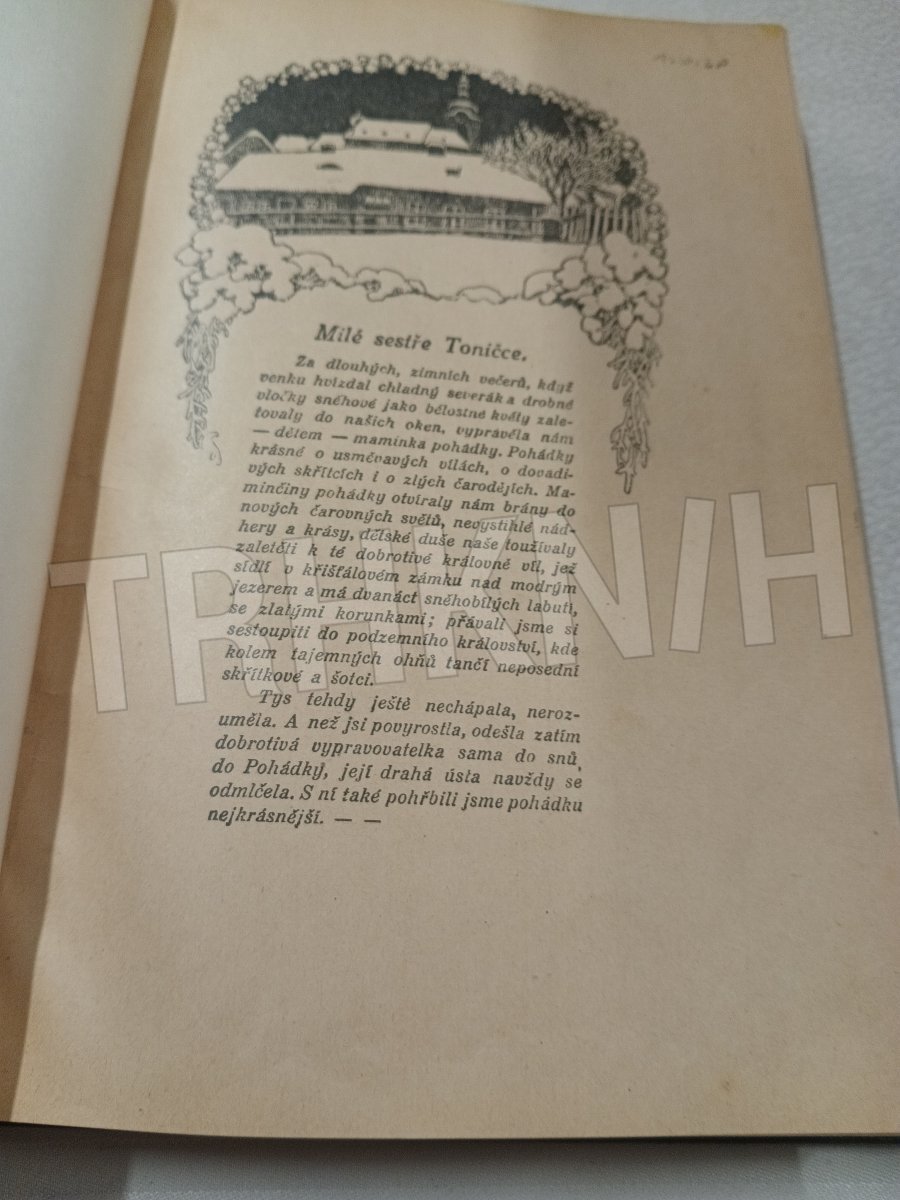 Milé sestře Toničce.
Za dlouhých, zimních večerů, když
venku hvízdal chladný severák a drobné
vločky sněhové jako bělostné květy zale-
tovaly do našich oken, vyprávěla nám
— dětem — maminka pohádky. Pohádky
krásné o usměvavých vílách, o dovadi-
vých skřítcích i o zlých čarodějích. Ma-
minčiny pohádky otvíraly nám brány do
nových čarovných světů, nevystihlé nád-
hery a krásy, dětské duše naše toužívaly
zaletěti k té dobrotivé královně víl, jež
sídlí v křišťálovém zámku nad modrým
jezerem a má dvanáct sněhobílých labutí,
se zlatými korunkami; přávali jsme si
sestoupiti do podzemního království, kde
kolem tajemných ohňů tančí neposední
skřítkové a šotci.
Tys tehdy ještě nechápala, neroz-
uměla. A než jsi povyrostla, odešla zatím
dobrotivá vypravovatelka sama do snů,
do Pohádky, její drahá ústa navždy se
odmlčela. S ní také pohřbili jsme pohádku
nejkrásnější. — —